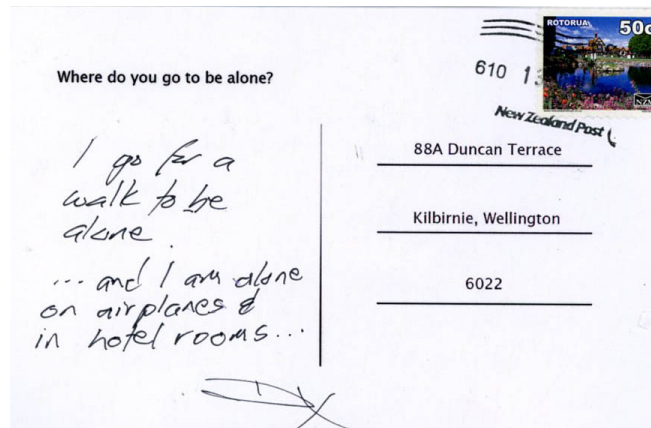 ROTORUA
50c
610 13
New Zealand Post
Where do you go to be alone?
I go for a
walk to be
alone.
... and I am alone
on airplanes &
in hotel rooms...
88A Duncan Terrace
Kilbirnie, Wellington
6022